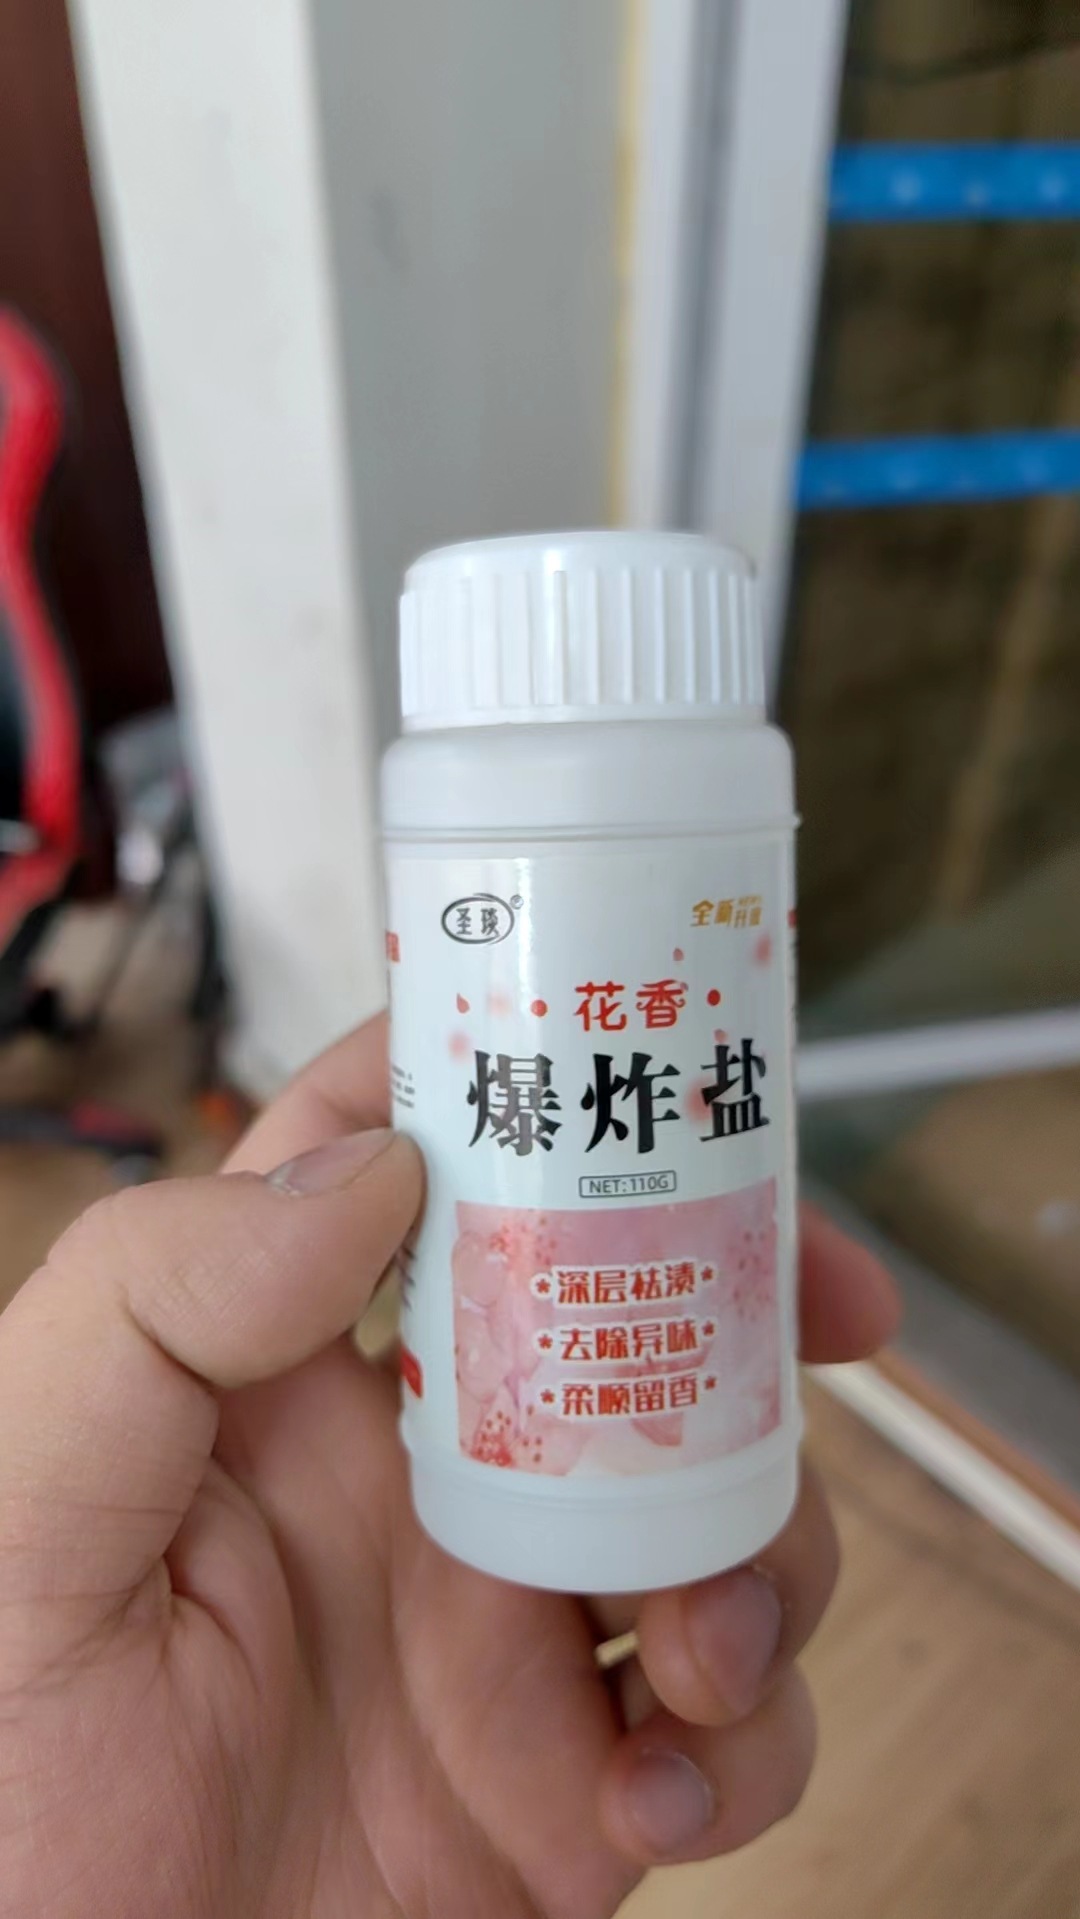 圣琰®
全新升级
花香
爆炸盐
NET:110G
*深层祛渍*
*去除异味*
*柔顺留香*